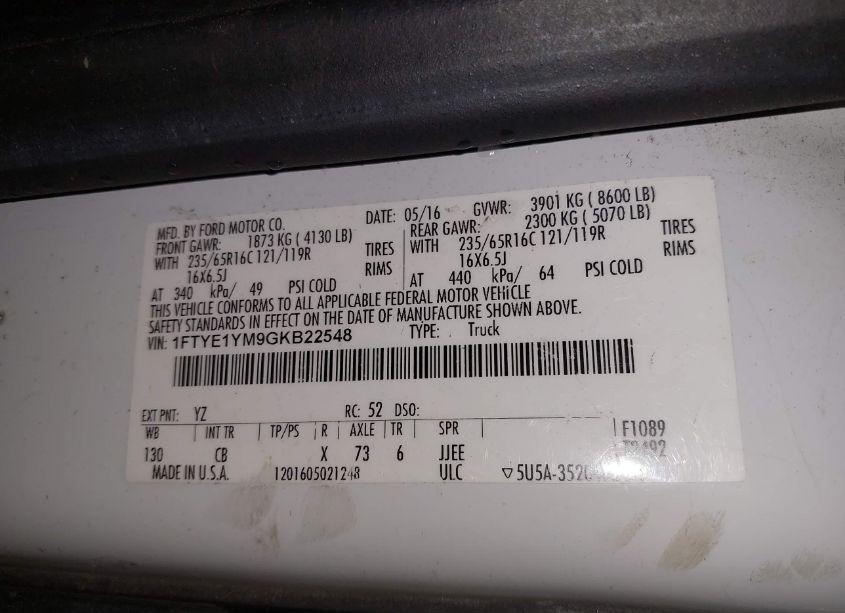 MFD. BY FORD MOTOR CO. DATE: 05/16 GVWR: 3901 KG ( 8600 LB)
FRONT GAWR: 1873 KG ( 4130 LB) REAR GAWR: 2300 KG ( 5070 LB)
WITH 235/65R16C 121/119R TIRES WITH 235/65R16C 121/119R TIRES
16X6.5J RIMS 16X6.5J RIMS
AT 340 kPa/ 49 PSI COLD AT 440 kPa/ 64 PSI COLD
THIS VEHICLE CONFORMS TO ALL APPLICABLE FEDERAL MOTOR VEHICLE
SAFETY STANDARDS IN EFFECT ON THE DATE OF MANUFACTURE SHOWN ABOVE.
VIN: 1FTYE1YM9GKB22548 TYPE: Truck
EXT PNT: YZ RC: 52 DSO:
WB INT TR TP/PS R AXLE TR SPR F1089
130 CB X 73 6 JJEE
MADE IN U.S.A. 1201605021248 ULC